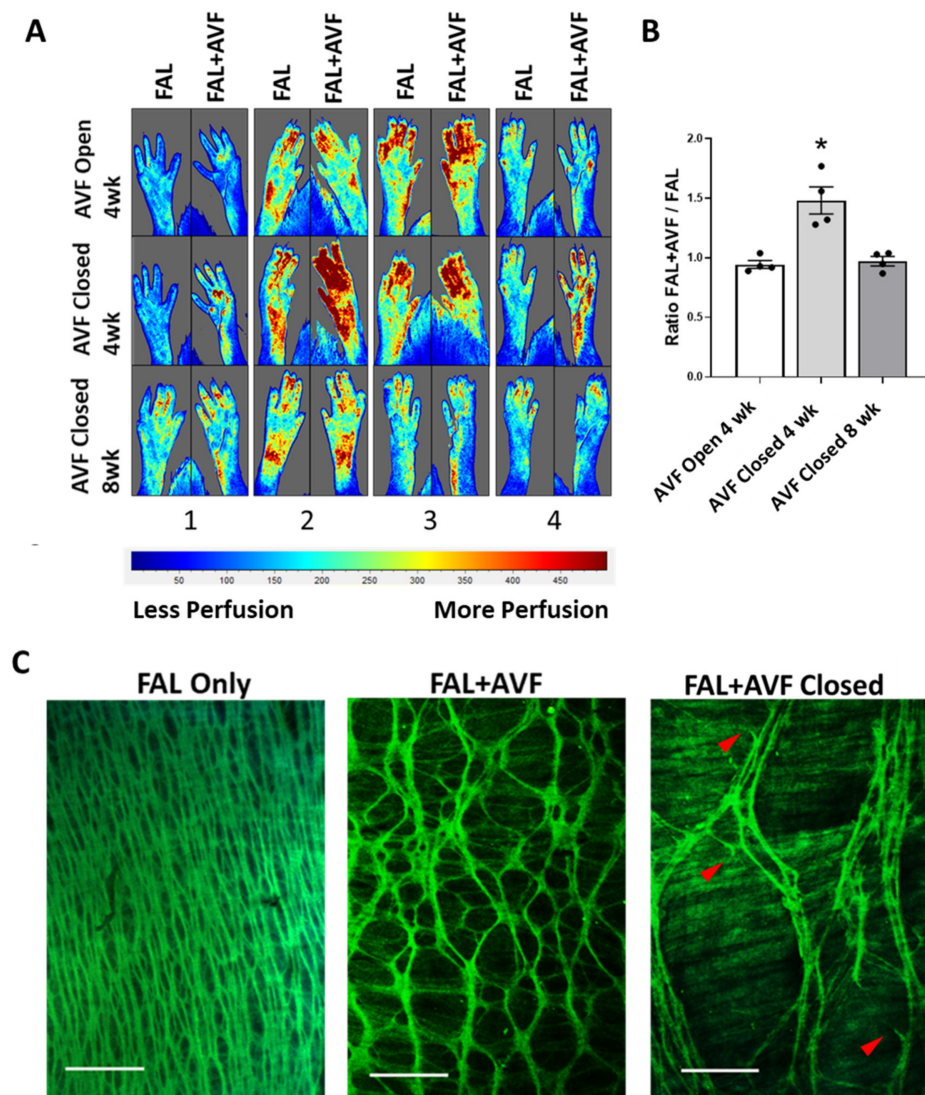 A
FAL
FAL+AVF
FAL
FAL+AVF
FAL
FAL+AVF
FAL
FAL+AVF
AVF Open
4wk
AVF Closed
4wk
AVF Closed
8wk
1 2 3 4
50 100 150 200 250 300 350 400 450
Less Perfusion More Perfusion
B
Ratio FAL+AVF / FAL
2.0
*
1.5
1.0
0.5
0.0
AVF Open 4 wk
AVF Closed 4 wk
AVF Closed 8 wk
C
FAL Only
FAL+AVF
FAL+AVF Closed